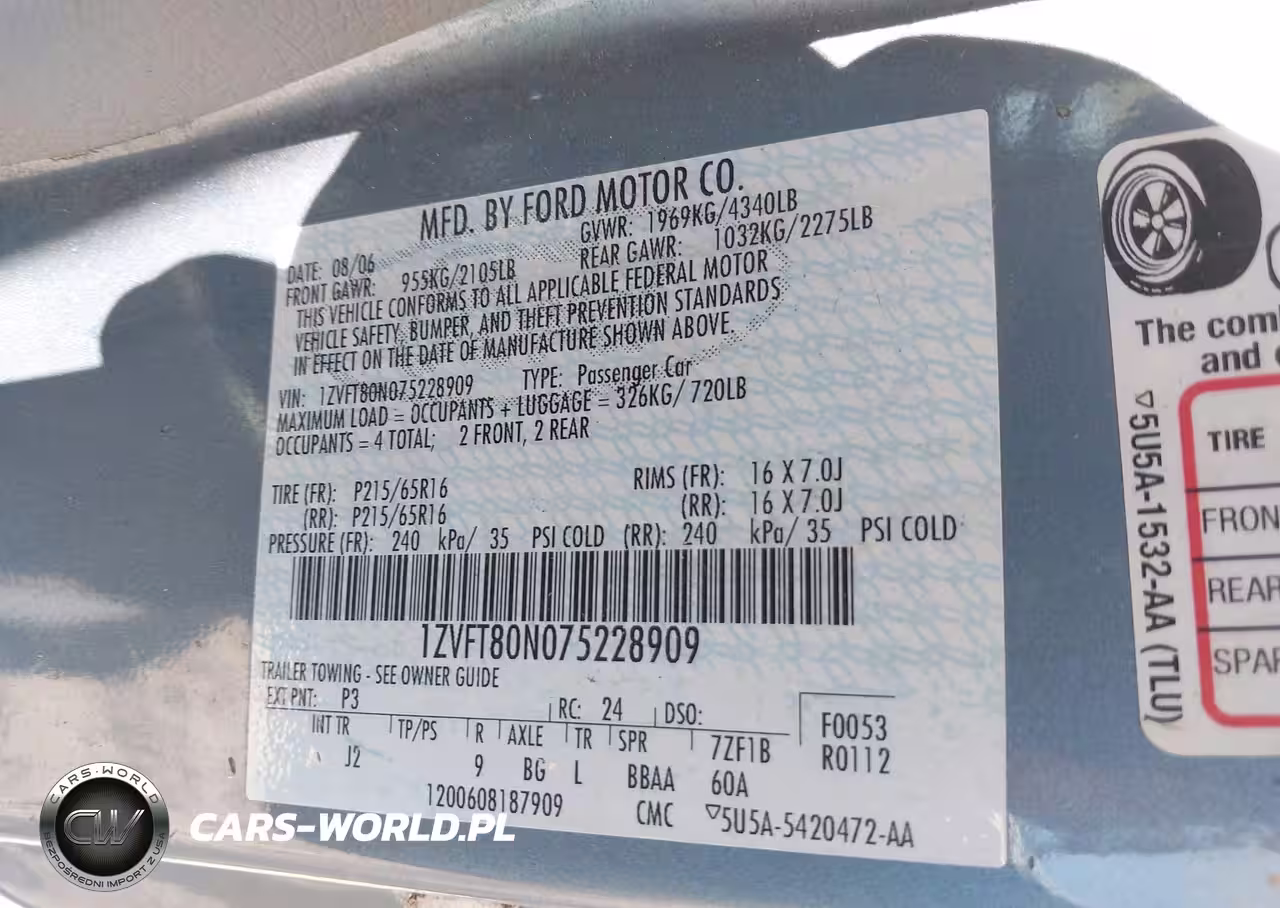 MFD. BY FORD MOTOR CO.
DATE: 08/06 GVWR: 1969KG/4340LB
FRONT GAWR: 955KG/2105LB REAR GAWR: 1032KG/2275LB
THIS VEHICLE CONFORMS TO ALL APPLICABLE FEDERAL MOTOR
VEHICLE SAFETY, BUMPER, AND THEFT PREVENTION STANDARDS
IN EFFECT ON THE DATE OF MANUFACTURE SHOWN ABOVE.
VIN: 1ZVFT80N075228909 TYPE: Passenger Car
MAXIMUM LOAD = OCCUPANTS + LUGGAGE = 326KG/ 720LB
OCCUPANTS = 4 TOTAL; 2 FRONT, 2 REAR
TIRE (FR): P215/65R16 RIMS (FR): 16 X 7.0J
(RR): P215/65R16 (RR): 16 X 7.0J
PRESSURE (FR): 240 kPa/ 35 PSI COLD (RR): 240 kPa/ 35 PSI COLD
1ZVFT80N075228909
TRAILER TOWING - SEE OWNER GUIDE
EXT PNT: P3 RC: 24 DSO: F0053
INT TR TP/PS R AXLE TR SPR 7ZF1B R0112
J2 9 BG L BBAA 60A
1200608187909 CMC ▽5U5A-5420472-AA
The com
and
▽5U5A-1532-AA (TLU)
TIRE
FRON
REAR
SPAR
CARS-WORLD
CW
BEZPOŚREDNI IMPORT Z USA
CARS-WORLD.PL